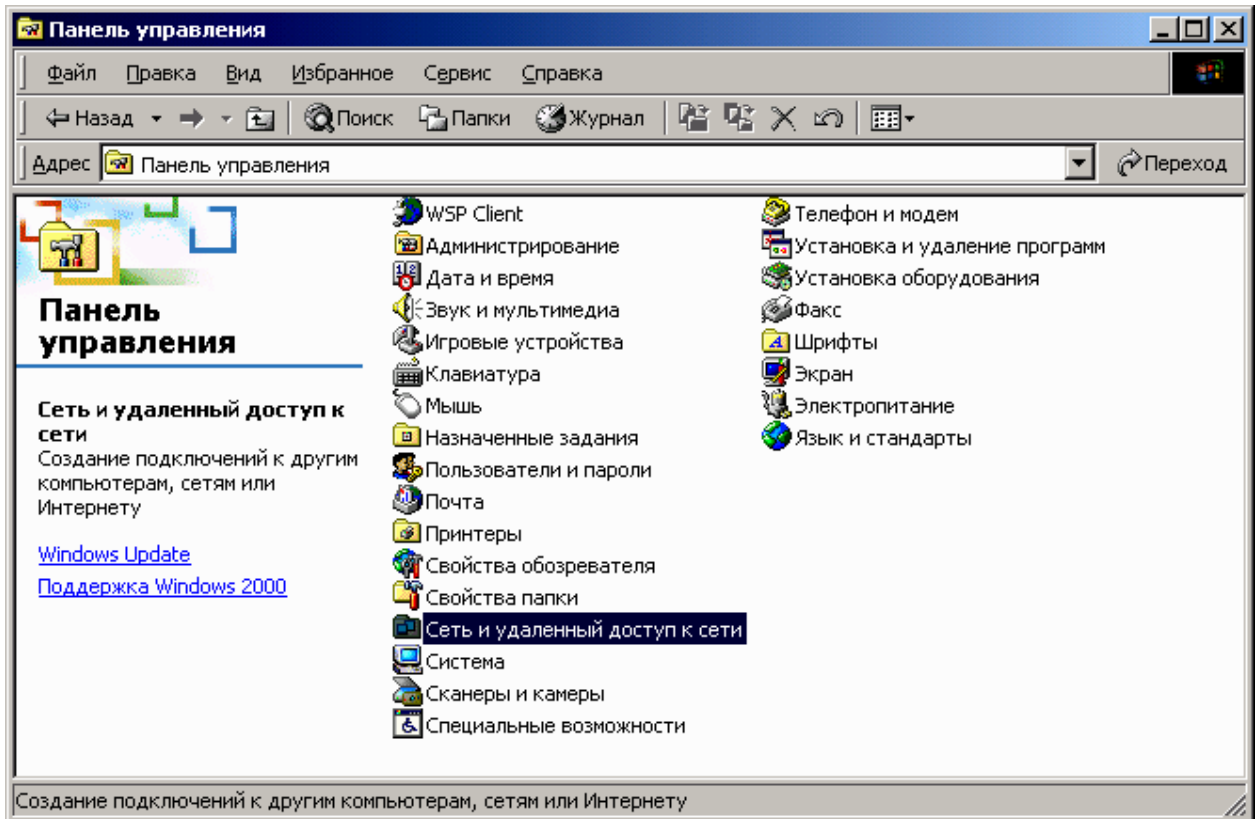 Панель управления
Файл Правка Вид Избранное Сервис Справка
Назад Поиск Папки Журнал
Адрес Панель управления Переход
Панель
управления
Сеть и удаленный доступ к
сети
Создание подключений к другим
компьютерам, сетям или
Интернету
Windows Update
Поддержка Windows 2000
WSP Client
Администрирование
Дата и время
Звук и мультимедиа
Игровые устройства
Клавиатура
Мышь
Назначенные задания
Пользователи и пароли
Почта
Принтеры
Свойства обозревателя
Свойства папки
Сеть и удаленный доступ к сети
Система
Сканеры и камеры
Специальные возможности
Телефон и модем
Установка и удаление программ
Установка оборудования
Факс
Шрифты
Экран
Электропитание
Язык и стандарты
Создание подключений к другим компьютерам, сетям или Интернету